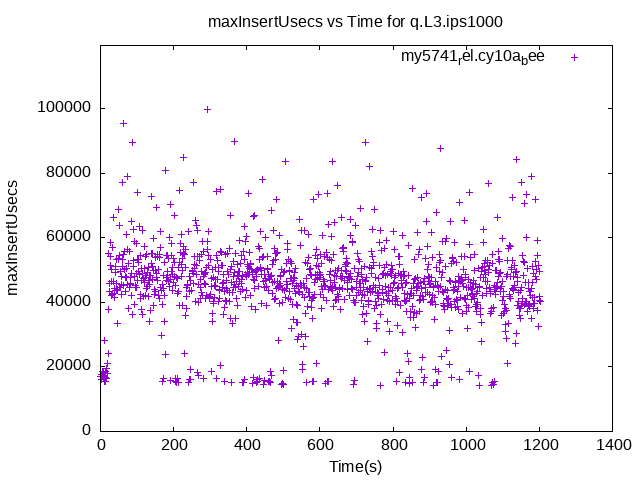 maxInsertUsecs vs Time for q.L3.ips1000
my5741rel.cy10abee
maxInsertUsecs
100000
80000
60000
40000
20000
0
0 200 400 600 800 1000 1200 1400
Time(s)